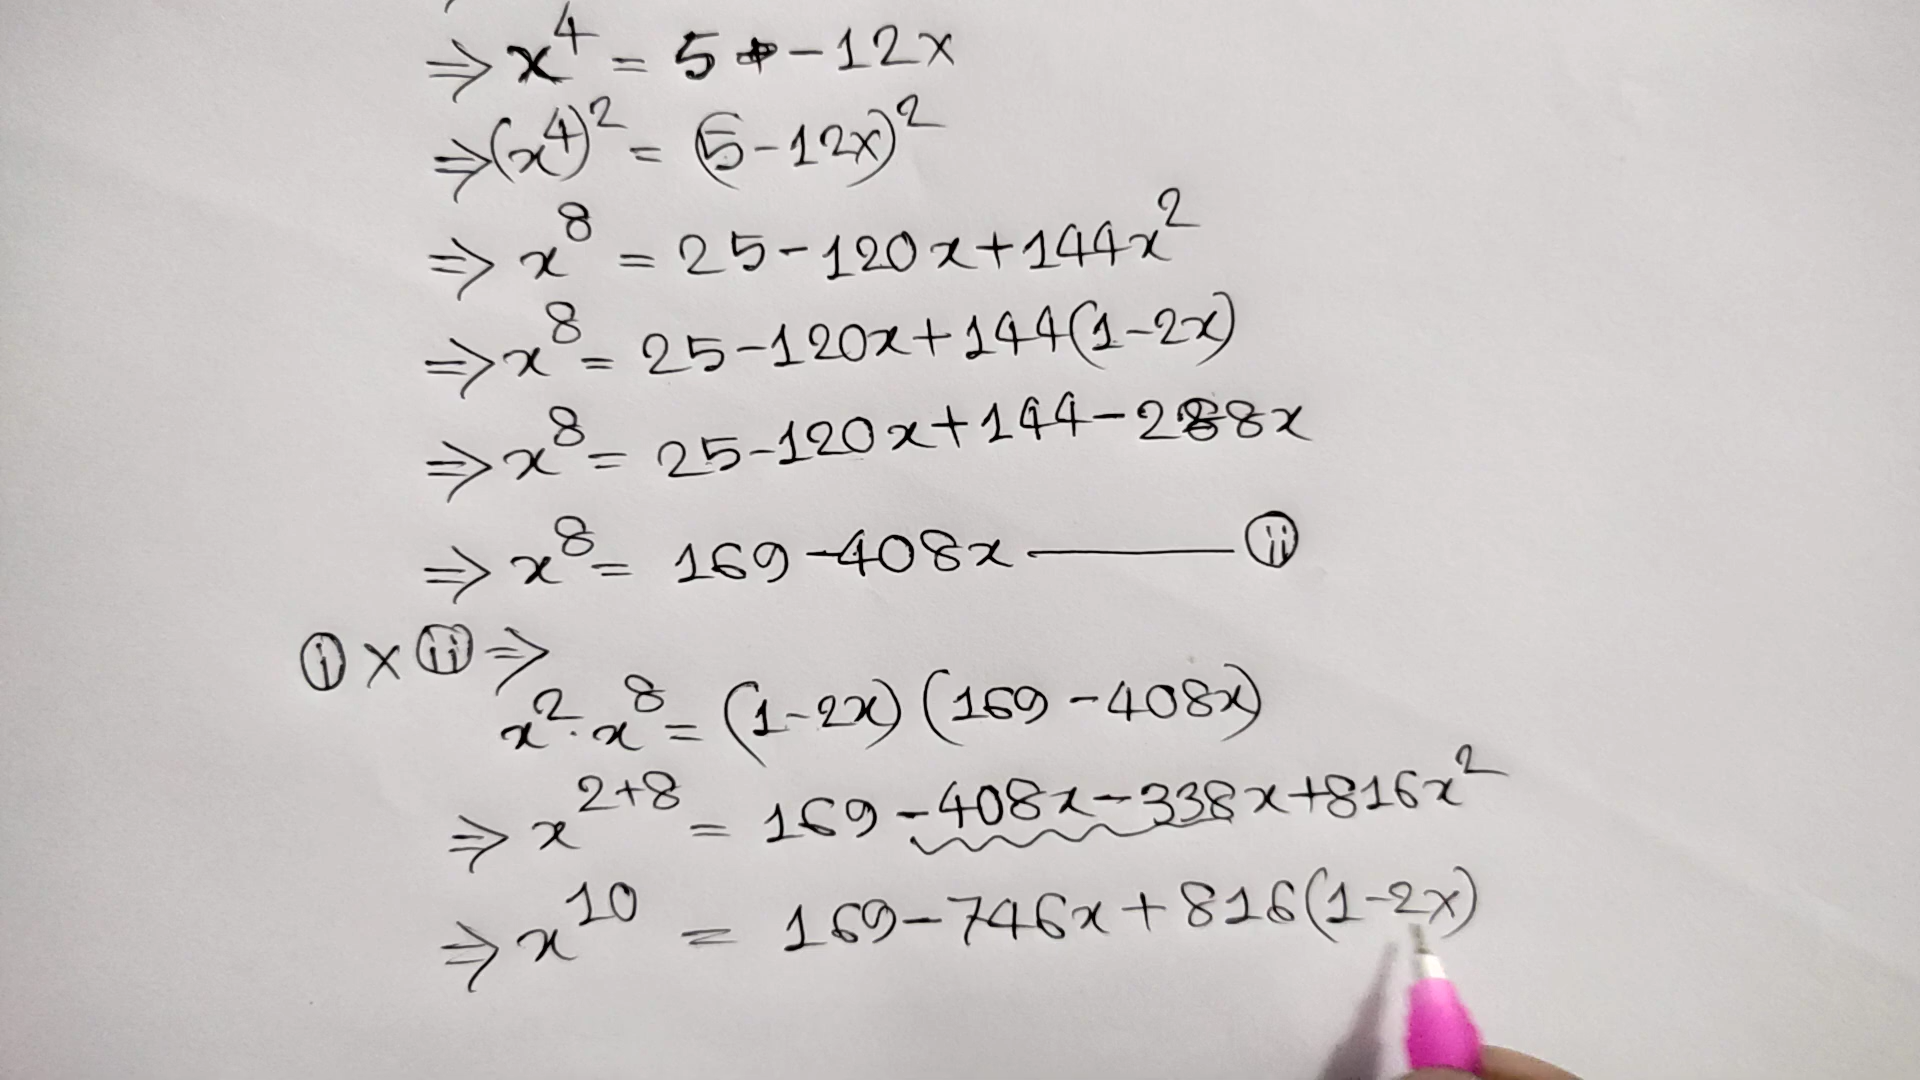 ⇒ x⁴ = 5 - 12x
⇒ (x⁴)² = (5-12x)²
⇒ x⁸ = 25-120x+144x²
⇒ x⁸ = 25-120x+144(1-2x)
⇒ x⁸ = 25-120x+144-288x
⇒ x⁸ = 169-408x ——— (ii)
(i) × (ii) ⇒
x²·x⁸ = (1-2x)(169-408x)
⇒ x²⁺⁸ = 169-408x-338x+816x²
⇒ x¹⁰ = 169-746x+816(1-2x)